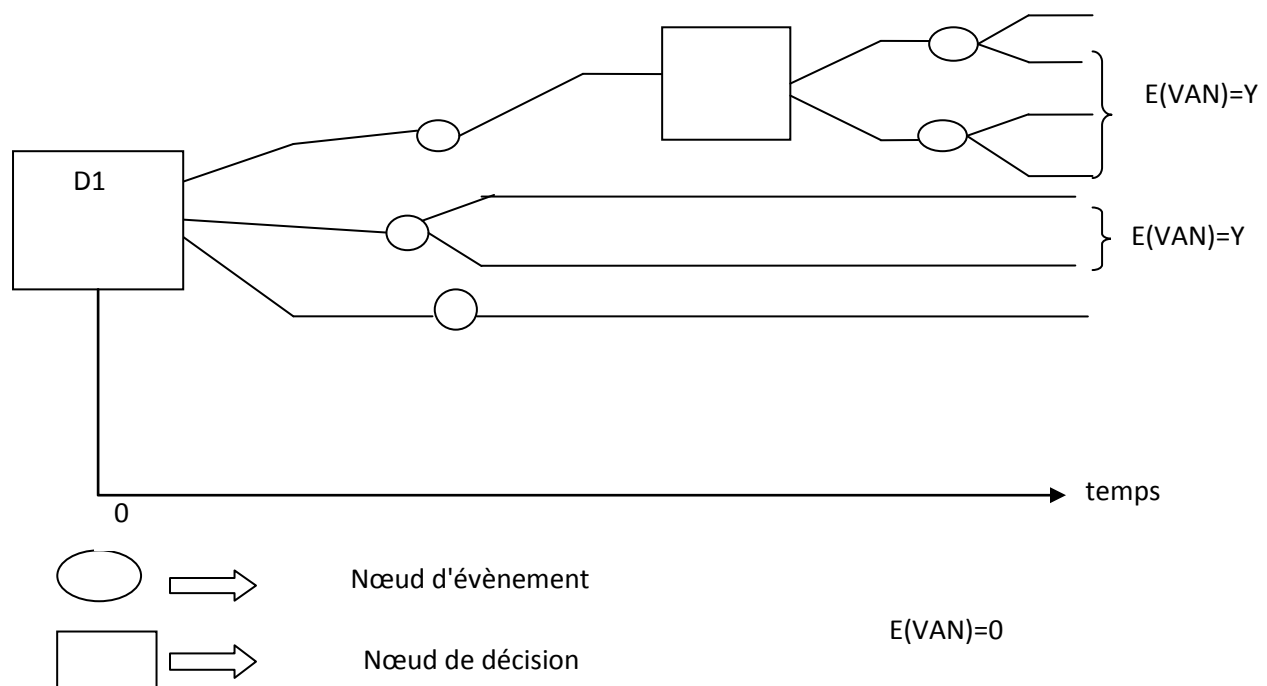 E(VAN)=Y
D1
E(VAN)=Y
temps
0
Nœud d'évènement
E(VAN)=0
Nœud de décision